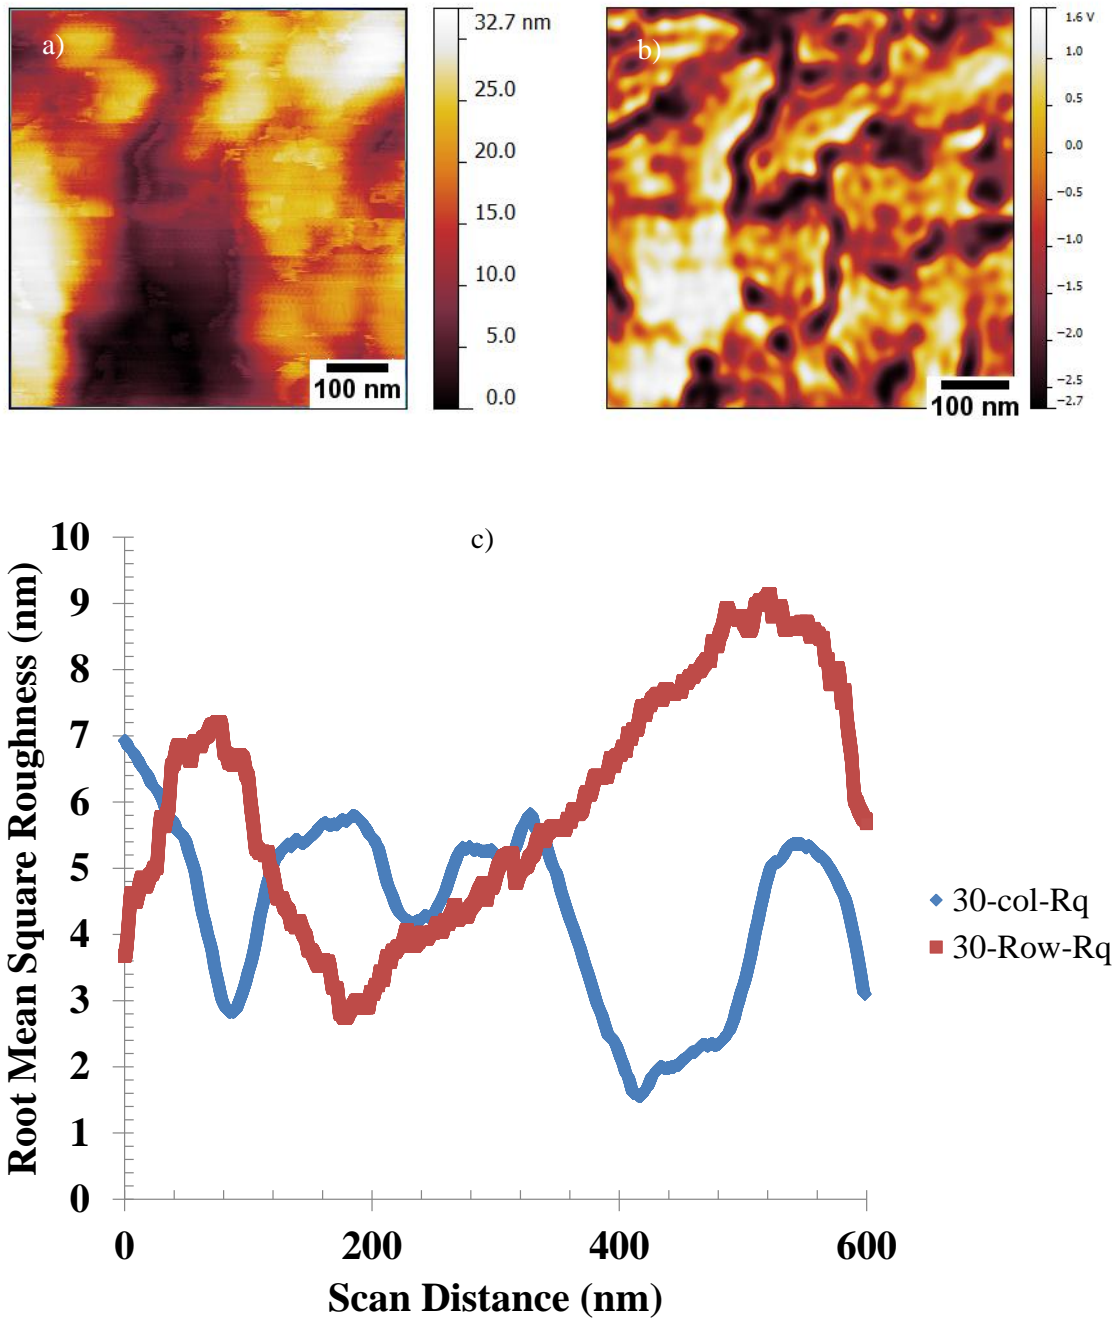 a)
32.7 nm
25.0
20.0
15.0
10.0
5.0
0.0
100 nm
b)
1.6 V
1.0
0.5
0.0
−0.5
−1.0
−1.5
−2.0
−2.5
−2.7
100 nm
c)
Root Mean Square Roughness (nm)
10
9
8
7
6
5
4
3
2
1
0
0 200 400 600
Scan Distance (nm)
30-col-Rq
30-Row-Rq